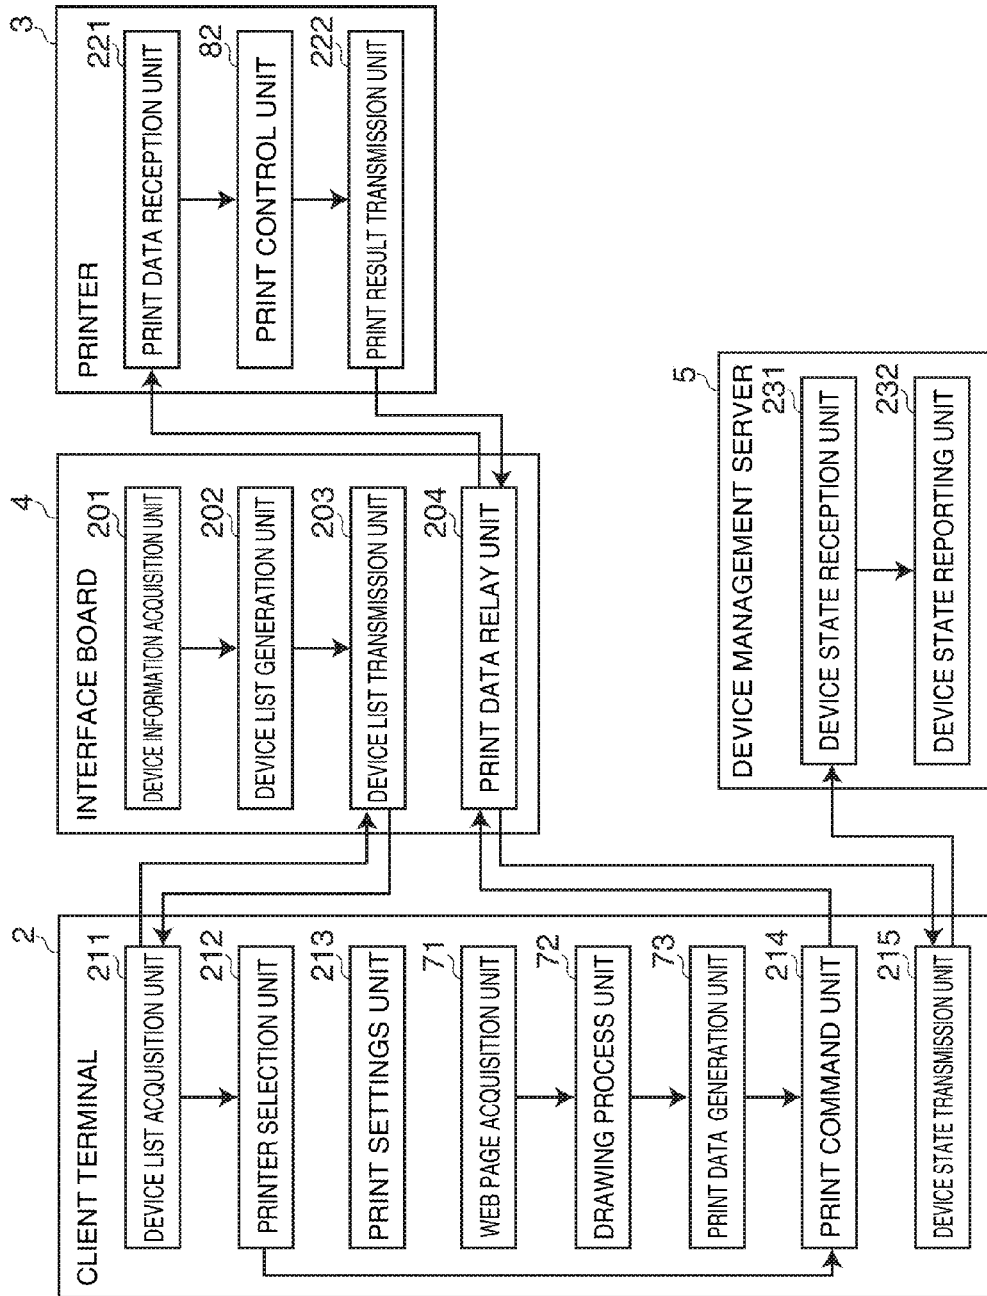 2
CLIENT TERMINAL
211
DEVICE LIST ACQUISITION UNIT
212
PRINTER SELECTION UNIT
213
PRINT SETTINGS UNIT
71
WEB PAGE ACQUISITION UNIT
72
DRAWING PROCESS UNIT
73
PRINT DATA GENERATION UNIT
214
PRINT COMMAND UNIT
215
DEVICE STATE TRANSMISSION UNIT
4
INTERFACE BOARD
201
DEVICE INFORMATION ACQUISITION UNIT
202
DEVICE LIST GENERATION UNIT
203
DEVICE LIST TRANSMISSION UNIT
204
PRINT DATA RELAY UNIT
3
PRINTER
221
PRINT DATA RECEPTION UNIT
82
PRINT CONTROL UNIT
222
PRINT RESULT TRANSMISSION UNIT
5
DEVICE MANAGEMENT SERVER
231
DEVICE STATE RECEPTION UNIT
232
DEVICE STATE REPORTING UNIT